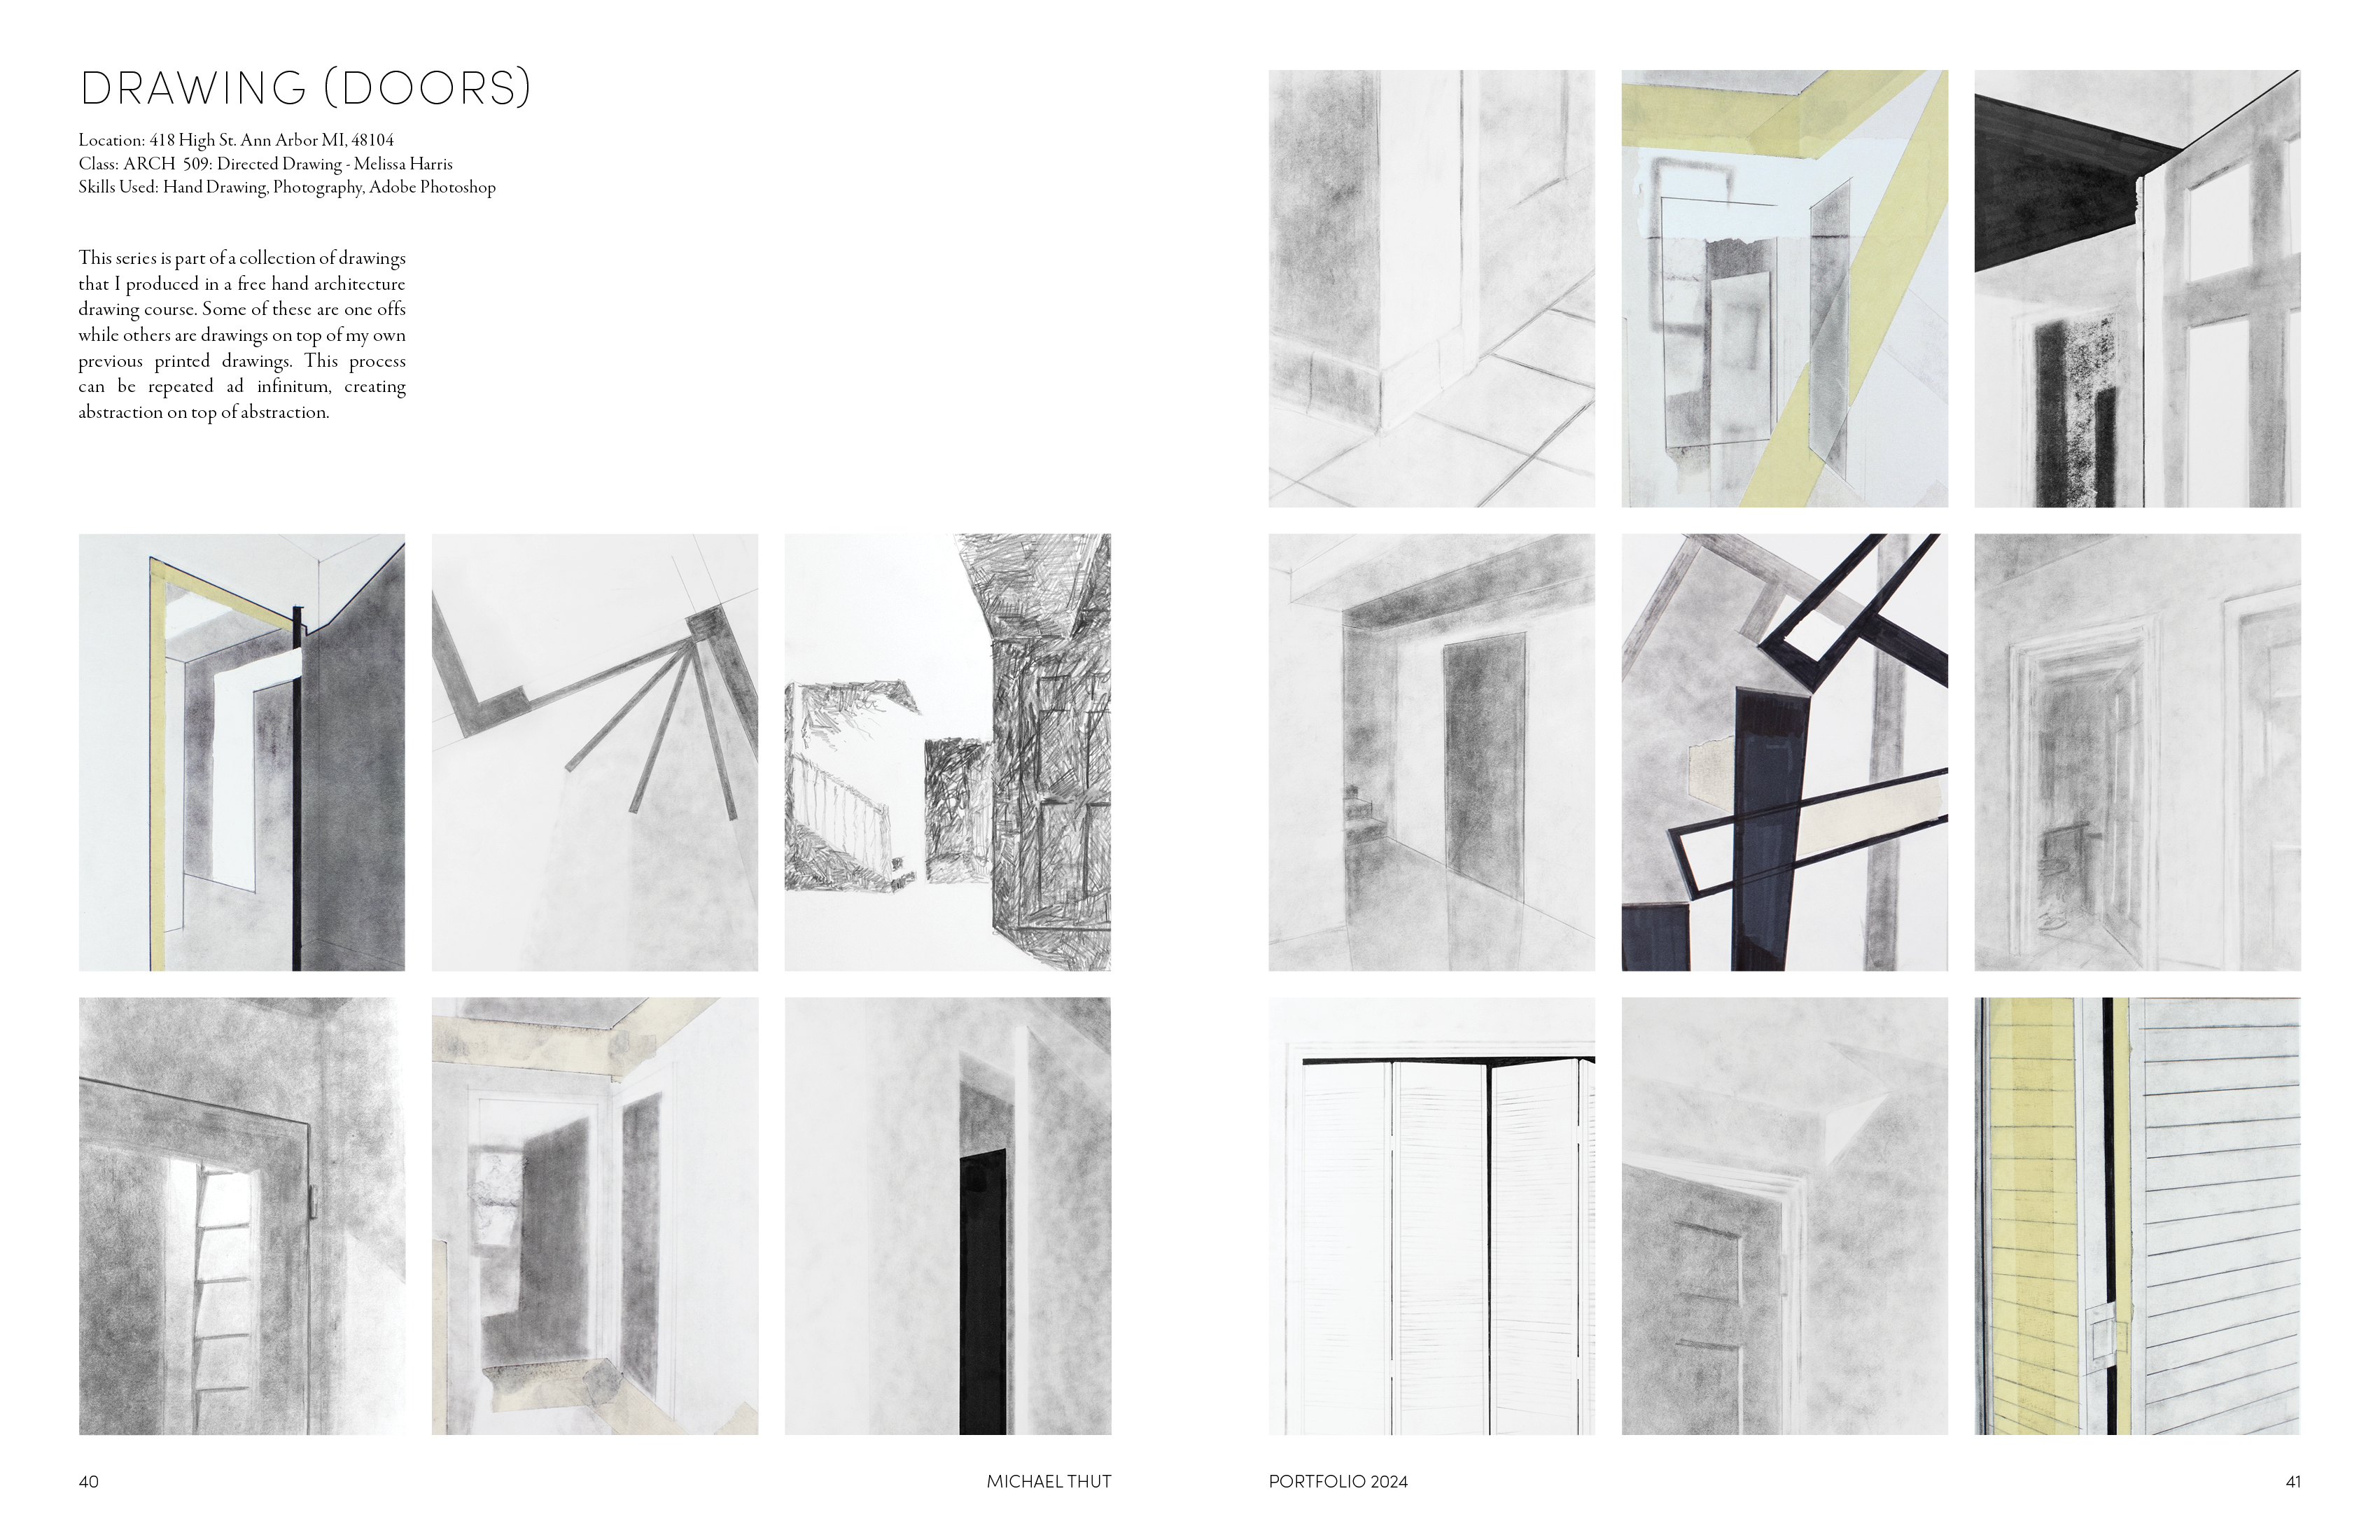 DRAWING (DOORS)
Location: 418 High St. Ann Arbor MI, 48104
Class: ARCH 509: Directed Drawing - Melissa Harris
Skills Used: Hand Drawing, Photography, Adobe Photoshop
This series is part of a collection of drawings
that I produced in a free hand architecture
drawing course. Some of these are one offs
while others are drawings on top of my own
previous printed drawings. This process
can be repeated ad infinitum, creating
abstraction on top of abstraction.
40
MICHAEL THUT
PORTFOLIO 2024
41